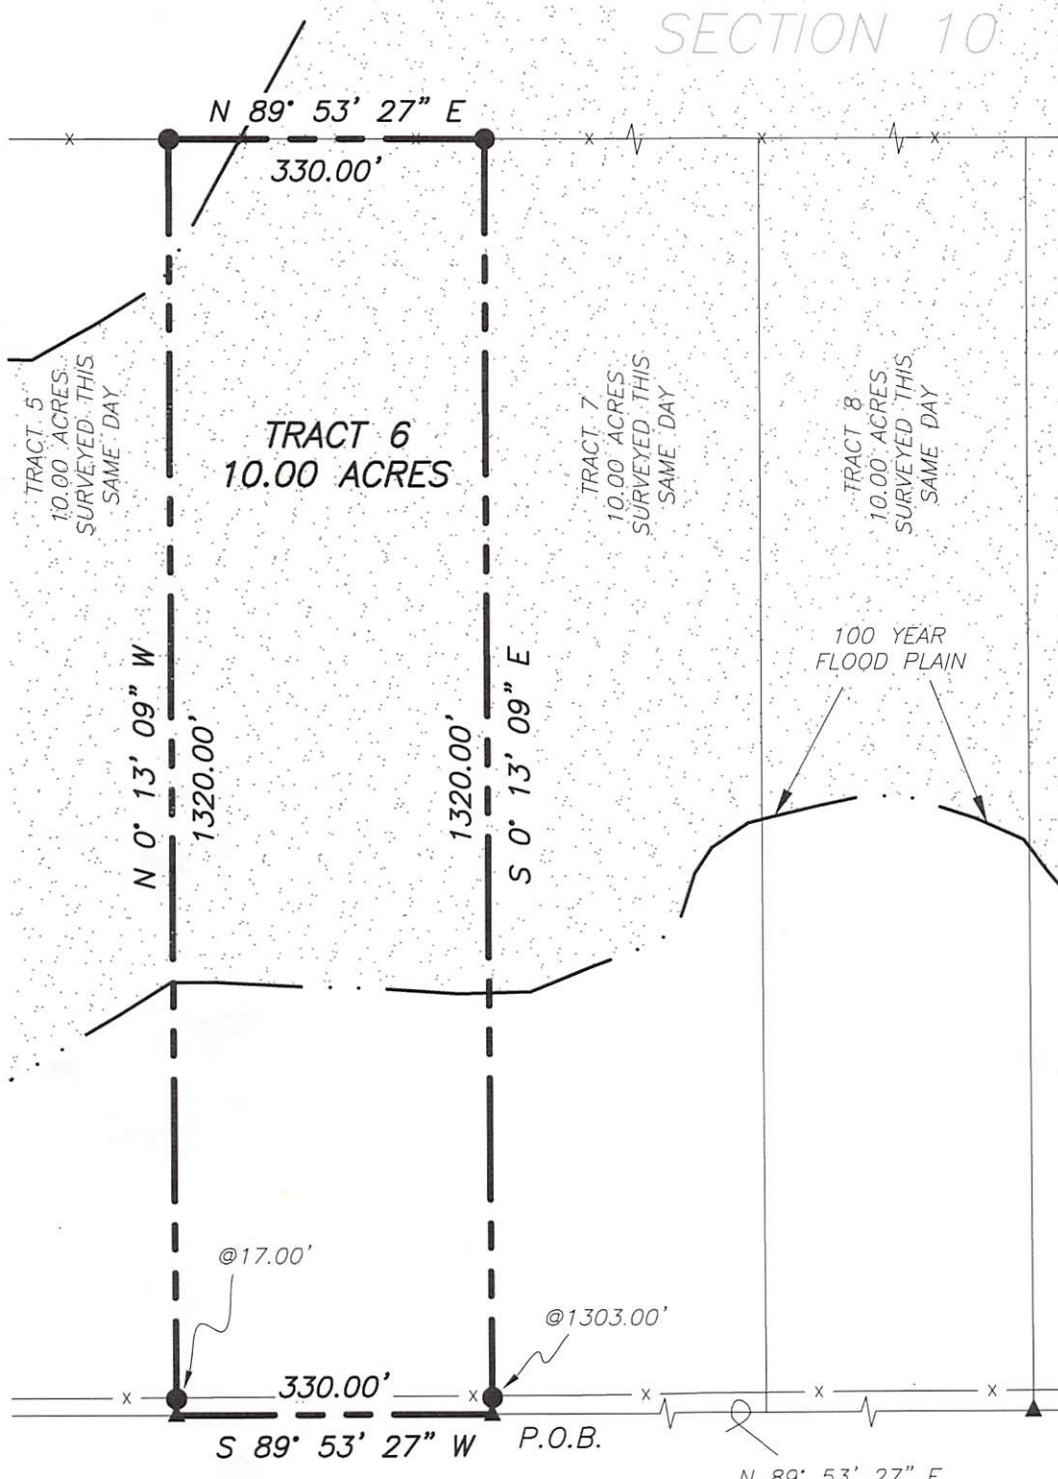 SECTION 10
N 89° 53' 27" E
330.00'
TRACT 5
10.00 ACRES
SURVEYED THIS
SAME DAY
TRACT 6
10.00 ACRES
TRACT 7
10.00 ACRES
SURVEYED THIS
SAME DAY
TRACT 8
10.00 ACRES
SURVEYED THIS
SAME DAY
100 YEAR
FLOOD PLAIN
N 0° 13' 09" W
1320.00'
1320.00'
S 0° 13' 09" E
@17.00'
@1303.00'
330.00'
S 89° 53' 27" W
P.O.B.
N 89° 53' 27" E